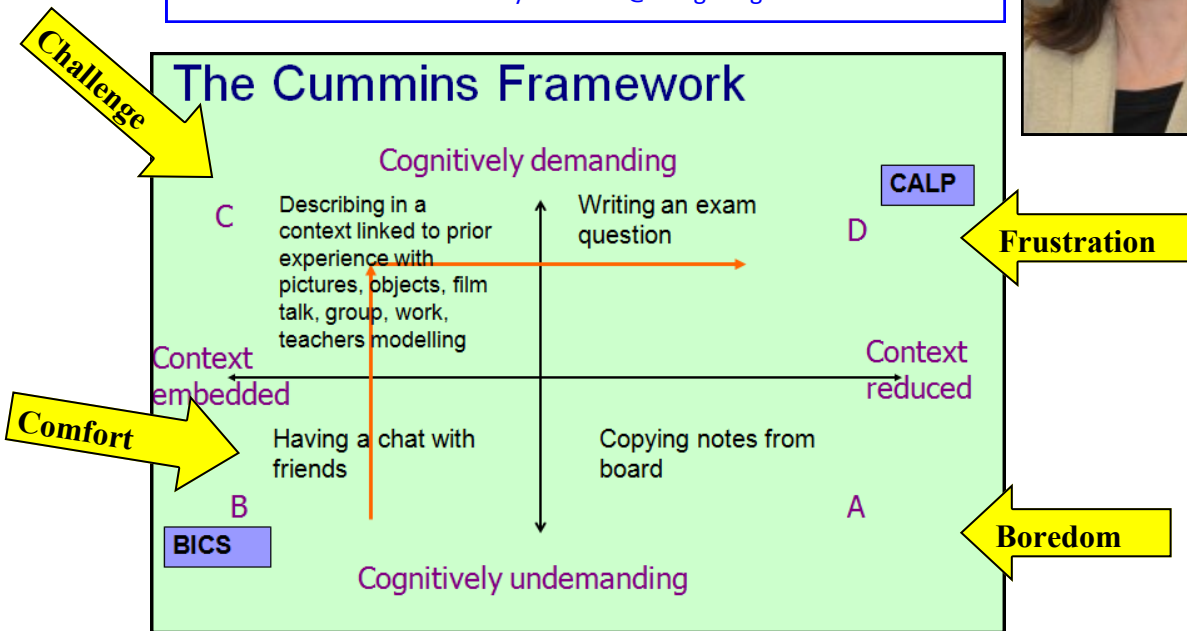 Challenge
The Cummins Framework
Cognitively demanding
CALP
C
Describing in a
context linked to prior
experience with
pictures, objects, film
talk, group, work,
teachers modelling
Writing an exam
question
D
Frustration
Context
embedded
Context
reduced
Comfort
Having a chat with
friends
Copying notes from
board
B
A
BICS
Boredom
Cognitively undemanding